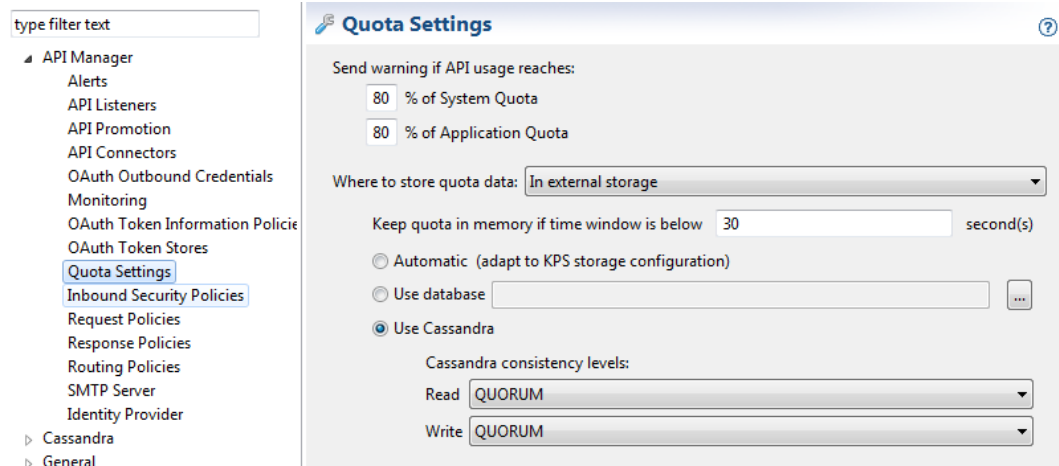 type filter text
API Manager
Alerts
API Listeners
API Promotion
API Connectors
OAuth Outbound Credentials
Monitoring
OAuth Token Information Policie
OAuth Token Stores
Quota Settings
Inbound Security Policies
Request Policies
Response Policies
Routing Policies
SMTP Server
Identity Provider
Cassandra
General
Quota Settings
?
Send warning if API usage reaches:
80 % of System Quota
80 % of Application Quota
Where to store quota data: In external storage
Keep quota in memory if time window is below 30 second(s)
Automatic (adapt to KPS storage configuration)
Use database ...
Use Cassandra
Cassandra consistency levels:
Read QUORUM
Write QUORUM